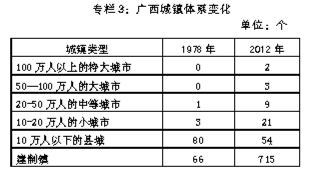 专栏3：广西城镇体系变化
单位：个
城镇类型 1978年 2012年
100万人以上的特大城市 0 2
50—100万人的大城市 0 3
20-50万人的中等城市 1 9
10-20万人的小城市 3 21
10万人以下的县城 80 54
建制镇 66 715